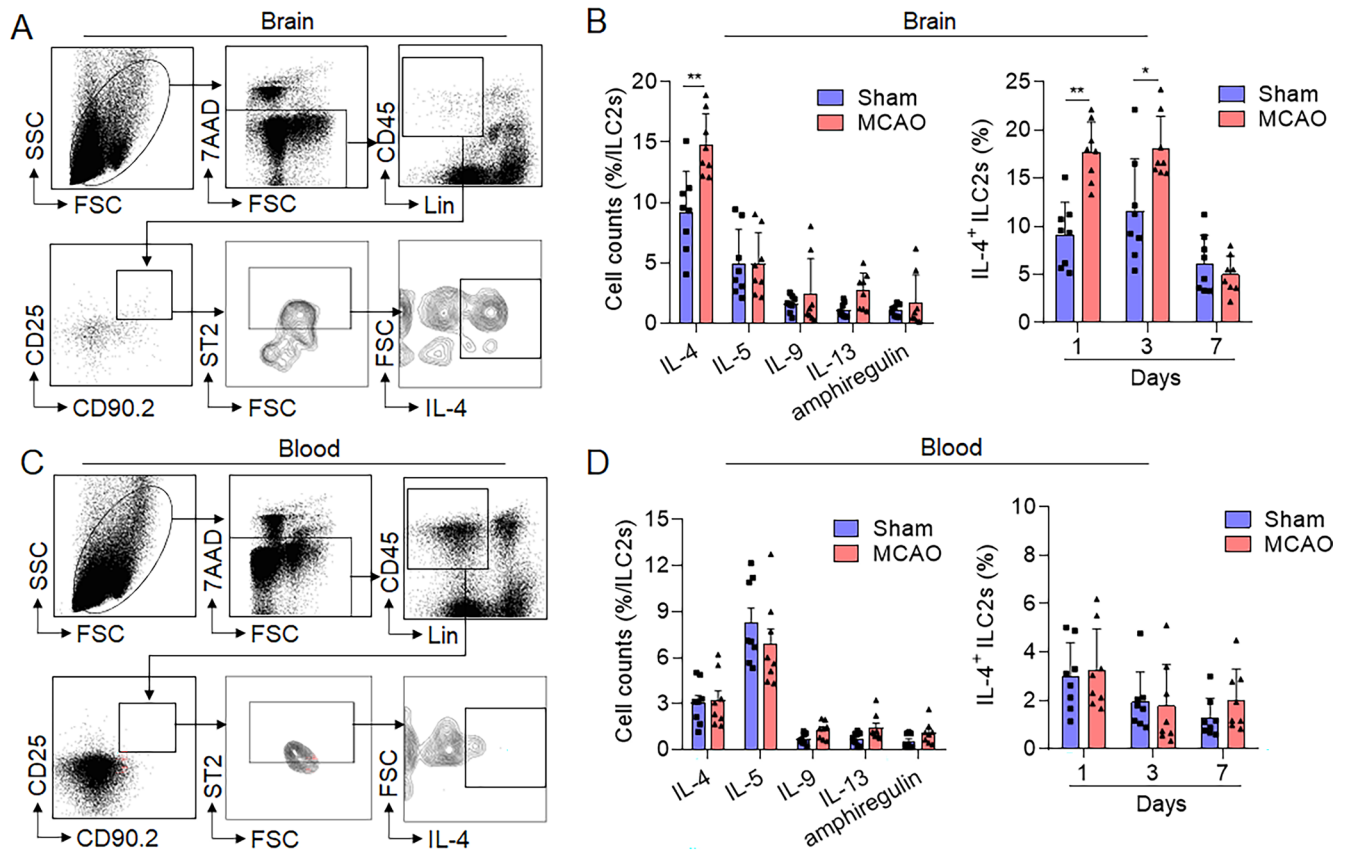 A
Brain
SSC
FSC
7AAD
FSC
CD45
Lin
CD25
CD90.2
ST2
FSC
FSC
IL-4
B
Brain
Cell counts (%/ILC2s)
20
15
10
5
0
**
Sham
MCAO
IL-4
IL-5
IL-9
IL-13
amphiregulin
IL-4+ ILC2s (%)
25
20
15
10
5
0
**
*
Sham
MCAO
1
3
7
Days
C
Blood
SSC
FSC
7AAD
FSC
CD45
Lin
CD25
CD90.2
ST2
FSC
FSC
IL-4
D
Blood
Cell counts (%/ILC2s)
15
12
9
6
3
0
Sham
MCAO
IL-4
IL-5
IL-9
IL-13
amphiregulin
IL-4+ ILC2s (%)
10
8
6
4
2
0
Sham
MCAO
1
3
7
Days